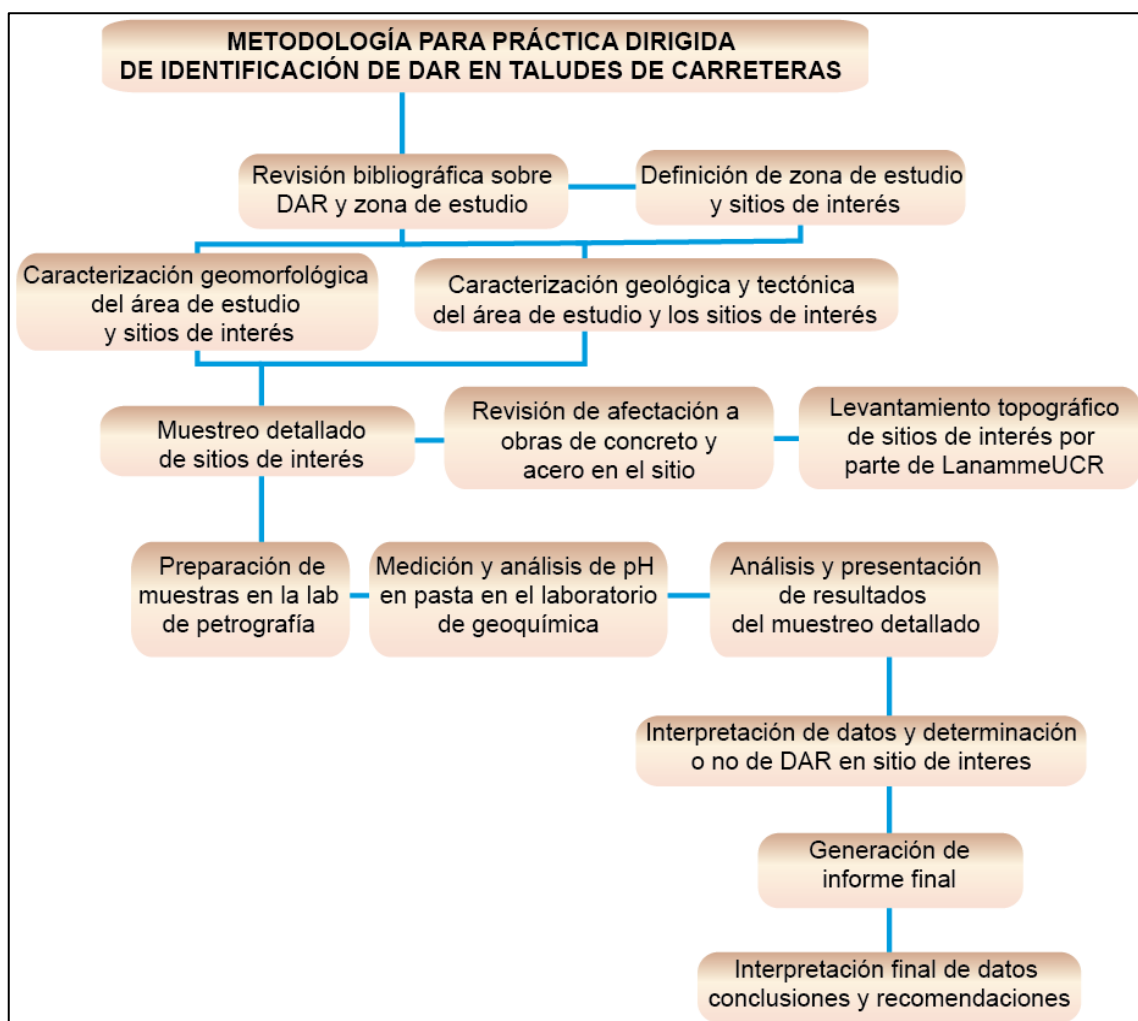 METODOLOGÍA PARA PRÁCTICA DIRIGIDA
DE IDENTIFICACIÓN DE DAR EN TALUDES DE CARRETERAS
Revisión bibliográfica sobre
DAR y zona de estudio
Definición de zona de estudio
y sitios de interés
Caracterización geomorfológica
del área de estudio
y sitios de interés
Caracterización geológica y tectónica
del área de estudio y los sitios de interés
Muestreo detallado
de sitios de interés
Revisión de afectación a
obras de concreto y
acero en el sitio
Levantamiento topográfico
de sitios de interés por
parte de LanammeUCR
Preparación de
muestras en la lab
de petrografía
Medición y análisis de pH
en pasta en el laboratorio
de geoquímica
Análisis y presentación
de resultados
del muestreo detallado
Interpretación de datos y determinación
o no de DAR en sitio de interes
Generación de
informe final
Interpretación final de datos
conclusiones y recomendaciones